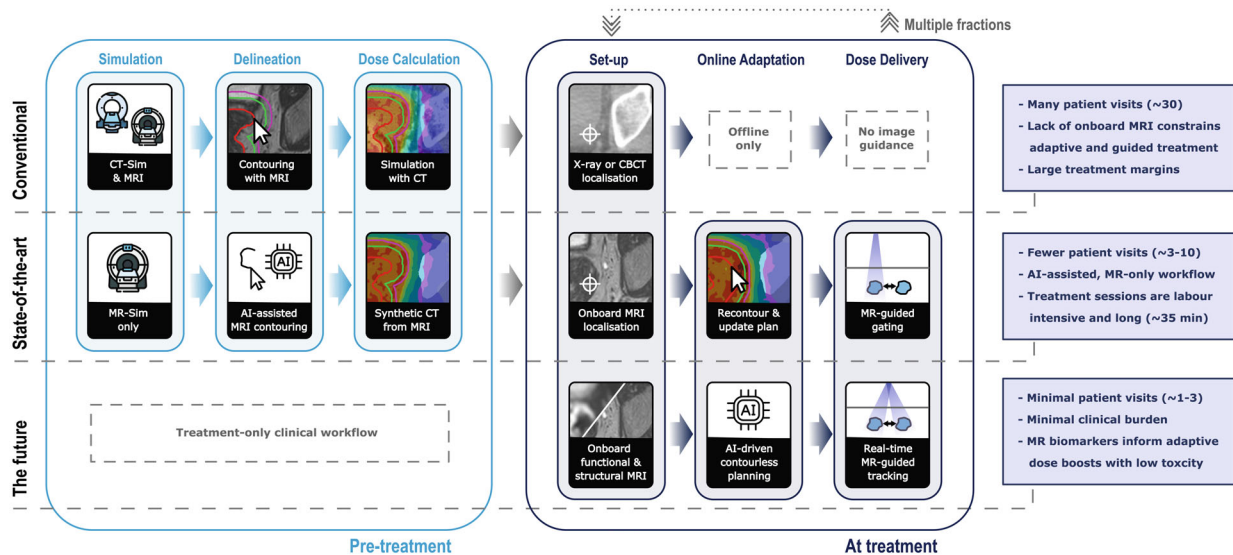 Multiple fractions
Simulation
Delineation
Dose Calculation
Set-up
Online Adaptation
Dose Delivery
Conventional
CT-Sim
& MRI
Contouring
with MRI
Simulation
with CT
X-ray or CBCT
localisation
Offline
only
No image
guidance
- Many patient visits (~30)
- Lack of onboard MRI constrains
adaptive and guided treatment
- Large treatment margins
State-of-the-art
MR-Sim
only
AI
AI-assisted
MRI contouring
Synthetic CT
from MRI
Onboard MRI
localisation
Recontour &
update plan
MR-guided
gating
- Fewer patient visits (~3-10)
- AI-assisted, MR-only workflow
- Treatment sessions are labour
intensive and long (~35 min)
The future
Treatment-only clinical workflow
Onboard
functional &
structural MRI
AI
AI-driven
contourless
planning
Real-time
MR-guided
tracking
- Minimal patient visits (~1-3)
- Minimal clinical burden
- MR biomarkers inform adaptive
dose boosts with low toxcity
Pre-treatment
At treatment